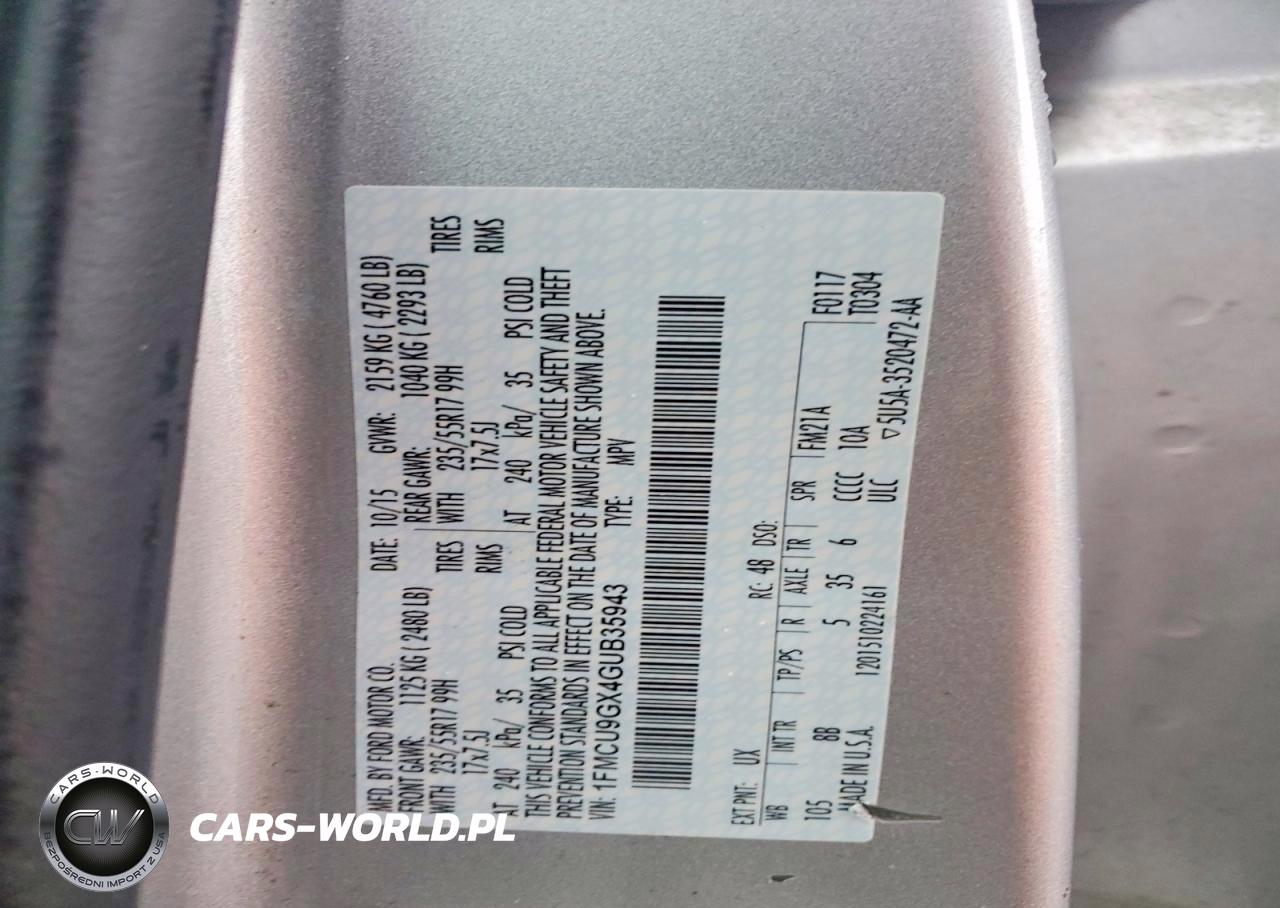 MFD. BY FORD MOTOR CO. DATE: 10/15 GVWR: 2159 KG ( 4760 LB)
FRONT GAWR: 1125 KG ( 2480 LB) REAR GAWR: 1040 KG ( 2293 LB)
WITH 235/55R17 99H TIRES WITH 235/55R17 99H TIRES
17x7.5J RIMS 17x7.5J RIMS
AT 240 kPa/ 35 PSI COLD AT 240 kPa/ 35 PSI COLD
THIS VEHICLE CONFORMS TO ALL APPLICABLE FEDERAL MOTOR VEHICLE SAFETY AND THEFT
PREVENTION STANDARDS IN EFFECT ON THE DATE OF MANUFACTURE SHOWN ABOVE.
VIN: 1FMCU9GX4GUB35943 TYPE: MPV
EXT PNT: UX RC: 48 DSO:
WB INT TR TP/PS R AXLE TR SPR FM21A F0117
105 8B 5 35 6 CCCC 10A T0304
MADE IN U.S.A. 1201510224161 ULC 5U5A-3520472-AA
CARS-WORLD
CW
BEZPOŚREDNI IMPORT Z USA
CARS-WORLD.PL